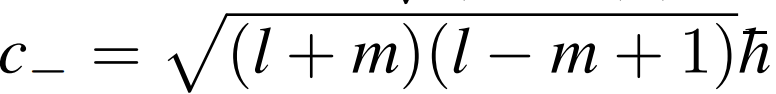 c₋ = √(l + m)(l − m + 1)ħ